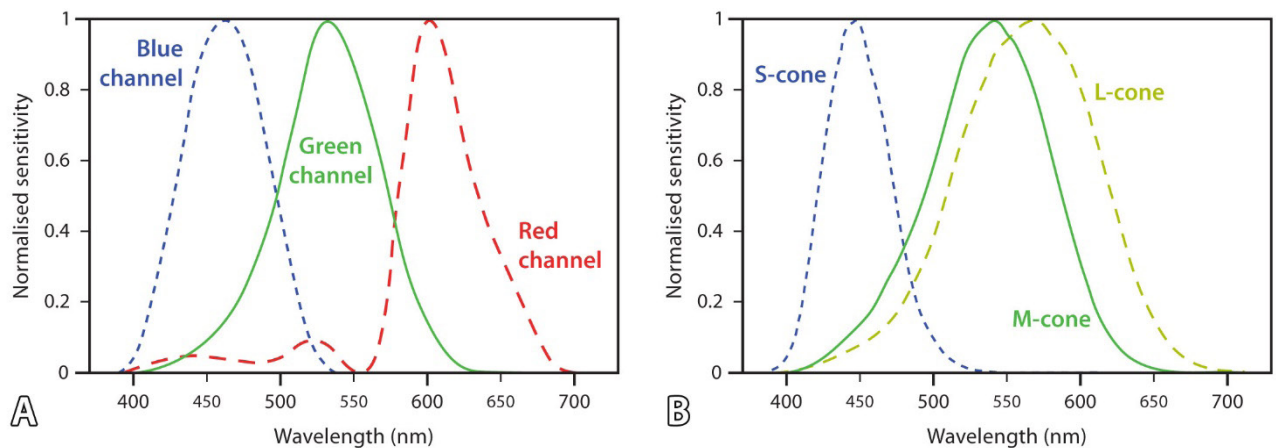 1
0.8
0.6
0.4
0.2
0
Normalised sensitivity
Blue
channel
Green
channel
Red
channel
400
450
500
550
600
650
700
Wavelength (nm)
A
1
0.8
0.6
0.4
0.2
0
Normalised sensitivity
S-cone
L-cone
M-cone
400
450
500
550
600
650
700
Wavelength (nm)
B